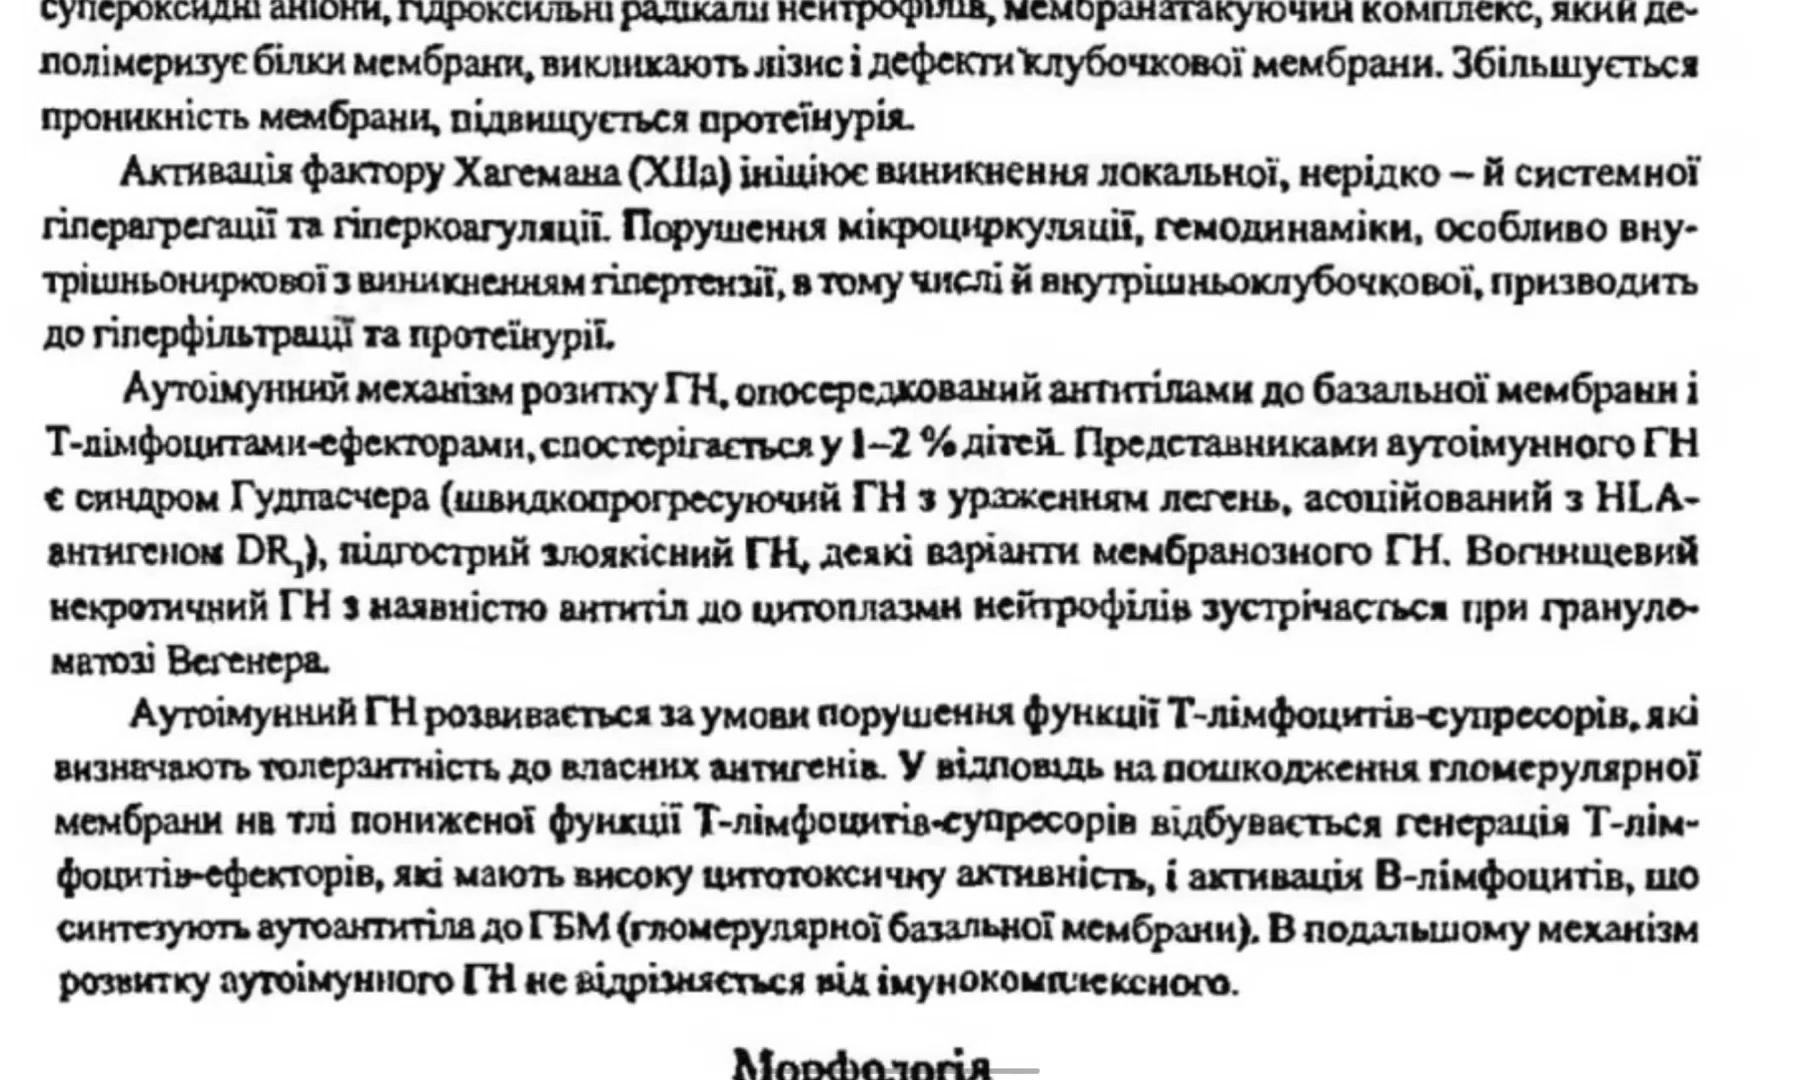 супероксидні аніони, гідроксильні радікали нейтрофілів, мембранатакуючий комплекс, який де-
полімеризує білки мембрани, викликають лізис і дефекти клубочкової мембрани. Збільшується
проникність мембрани, підвищується протеїнурія.
Активація фактору Хагемана (XIIа) ініціює виникнення локальної, нерідко – й системної
гіперагрегації та гіперкоагуляції. Порушення мікроциркуляції, гемодинаміки, особливо вну-
трішньониркової з виникненням гіпертензії, в тому числі й внутрішньоклубочкової, призводить
до гіперфільтрації та протеїнурії.
Аутоімунний механізм розитку ГН, опосередкований антитілами до базальної мембрани і
Т-лімфоцитами-ефекторами, спостерігається у 1–2 % дітей. Представниками аутоімунного ГН
є синдром Гудпасчера (швидкопрогресуючий ГН з ураженням легень, асоційований з HLA-
антигеном DR), підгострий злоякісний ГН, деякі варіанти мембранозного ГН. Вогнищевий
некротичний ГН з наявністю антитіл до цитоплазми нейтрофілів зустрічається при грануло-
матозі Вегенера.
Аутоімунний ГН розвивається за умови порушення функції Т-лімфоцитів-супресорів, які
визначають толерантність до власних антигенів. У відповідь на пошкодження гломерулярної
мембрани на тлі пониженої функції Т-лімфоцитів-супресорів відбувається генерація Т-лім-
фоцитів-ефекторів, які мають високу цитотоксичну активність, і активація В-лімфоцитів, що
синтезують аутоантитіла до ГБМ (гломерулярної базальної мембрани). В подальшому механізм
розвитку аутоімунного ГН не відрізняється від імунокомплексного.
Морфологія